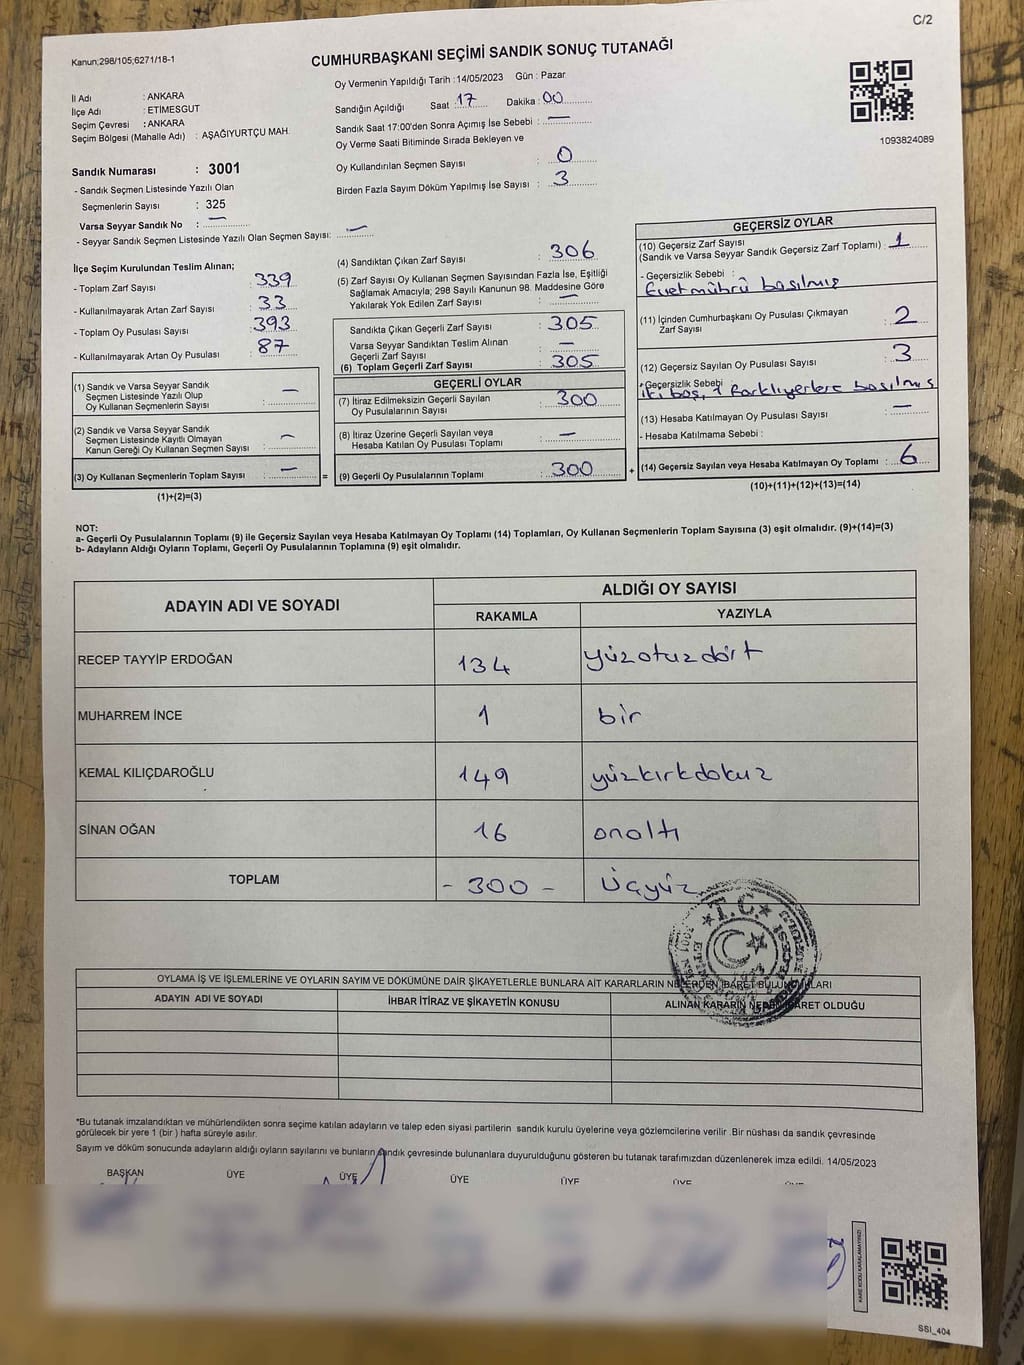 C/2
Kanun;298/105;6271/18-1
CUMHURBAŞKANI SEÇİMİ SANDIK SONUÇ TUTANAĞI
İl Adı : ANKARA
İlçe Adı : ETİMESGUT
Seçim Çevresi : ANKARA
Seçim Bölgesi (Mahalle Adı) : AŞAĞIYURTÇU MAH.
Oy Vermenin Yapıldığı Tarih :14/05/2023 Gün : Pazar
Sandığın Açıldığı Saat : 17 Dakika : 00
Sandık Saat 17:00'den Sonra Açımış İse Sebebi : —
Oy Verme Saati Bitiminde Sırada Bekleyen ve
Oy Kullandırılan Seçmen Sayısı : 0
Birden Fazla Sayım Döküm Yapılmış İse Sayısı : 3
1093824089
Sandık Numarası : 3001
- Sandık Seçmen Listesinde Yazılı Olan
Seçmenlerin Sayısı : 325
Varsa Seyyar Sandık No : —
- Seyyar Sandık Seçmen Listesinde Yazılı Olan Seçmen Sayısı: —
İlçe Seçim Kurulundan Teslim Alınan;
- Toplam Zarf Sayısı : 339
- Kullanılmayarak Artan Zarf Sayısı : 33
- Toplam Oy Pusulası Sayısı : 393
- Kullanılmayarak Artan Oy Pusulası : 87
(1) Sandık ve Varsa Seyyar Sandık
Seçmen Listesinde Yazılı Olup
Oy Kullanan Seçmenlerin Sayısı : —
(2) Sandık ve Varsa Seyyar Sandık
Seçmen Listesinde Kayıtlı Olmayan
Kanun Gereği Oy Kullanan Seçmen Sayısı : —
(3) Oy Kullanan Seçmenlerin Toplam Sayısı : — =
(1)+(2)=(3)
(4) Sandıktan Çıkan Zarf Sayısı : 306
(5) Zarf Sayısı Oy Kullanan Seçmen Sayısından Fazla İse, Eşitliği
Sağlamak Amacıyla; 298 Sayılı Kanunun 98. Maddesine Göre
Yakılarak Yok Edilen Zarf Sayısı : —
Sandıkta Çıkan Geçerli Zarf Sayısı : 305
Varsa Seyyar Sandıktan Teslim Alınan
Geçerli Zarf Sayısı : —
(6) Toplam Geçerli Zarf Sayısı : 305
GEÇERLİ OYLAR
(7) İtiraz Edilmeksizin Geçerli Sayılan
Oy Pusulalarının Sayısı : 300
(8) İtiraz Üzerine Geçerli Sayılan veya
Hesaba Katılan Oy Pusulası Toplamı : —
(9) Geçerli Oy Pusulalarının Toplamı : 300 +
GEÇERSİZ OYLAR
(10) Geçersiz Zarf Sayısı
(Sandık ve Varsa Seyyar Sandık Geçersiz Zarf Toplamı) : 1
- Geçersizlik Sebebi :
Evet mührü basılmış
(11) İçinden Cumhurbaşkanı Oy Pusulası Çıkmayan
Zarf Sayısı : 2
(12) Geçersiz Sayılan Oy Pusulası Sayısı : 3
- Geçersizlik Sebebi
iki boş, 1 farklı yerlere basılmış
(13) Hesaba Katılmayan Oy Pusulası Sayısı : —
- Hesaba Katılmama Sebebi :
(14) Geçersiz Sayılan veya Hesaba Katılmayan Oy Toplamı : 6
(10)+(11)+(12)+(13)=(14)
NOT:
a- Geçerli Oy Pusulalarının Toplamı (9) ile Geçersiz Sayılan veya Hesaba Katılmayan Oy Toplamı (14) Toplamları, Oy Kullanan Seçmenlerin Toplam Sayısına (3) eşit olmalıdır. (9)+(14)=(3)
b- Adayların Aldığı Oyların Toplamı, Geçerli Oy Pusulalarının Toplamına (9) eşit olmalıdır.
ADAYIN ADI VE SOYADI ALDIĞI OY SAYISI
RAKAMLA YAZIYLA
RECEP TAYYİP ERDOĞAN 134 yüzotuzdört
MUHARREM İNCE 1 bir
KEMAL KILIÇDAROĞLU 149 yüzkırkdokuz
SİNAN OĞAN 16 onaltı
TOPLAM - 300 - üçyüz
T.C.
OYLAMA İŞ VE İŞLEMLERİNE VE OYLARIN SAYIM VE DÖKÜMÜNE DAİR ŞİKAYETLERLE BUNLARA AİT KARARLARIN NELERDEN İBARET BULUNDUKLARI
ADAYIN ADI VE SOYADI İHBAR İTİRAZ VE ŞİKAYETİN KONUSU ALINAN KARARIN NEDEN İBARET OLDUĞU
*Bu tutanak imzalandıktan ve mühürlendikten sonra seçime katılan adayların ve talep eden siyasi partilerin sandık kurulu üyelerine veya gözlemcilerine verilir .Bir nüshası da sandık çevresinde
görülecek bir yere 1 (bir ) hafta süreyle asılır.
Sayım ve döküm sonucunda adayların aldığı oyların sayılarını ve bunların sandık çevresinde bulunanlara duyurulduğunu gösteren bu tutanak tarafımızdan düzenlenerek imza edildi. 14/05/2023
BAŞKAN ÜYE ÜYE ÜYE ÜYE ÜYE
KARE KODU KARALAMAYINIZ!
SSİ_404